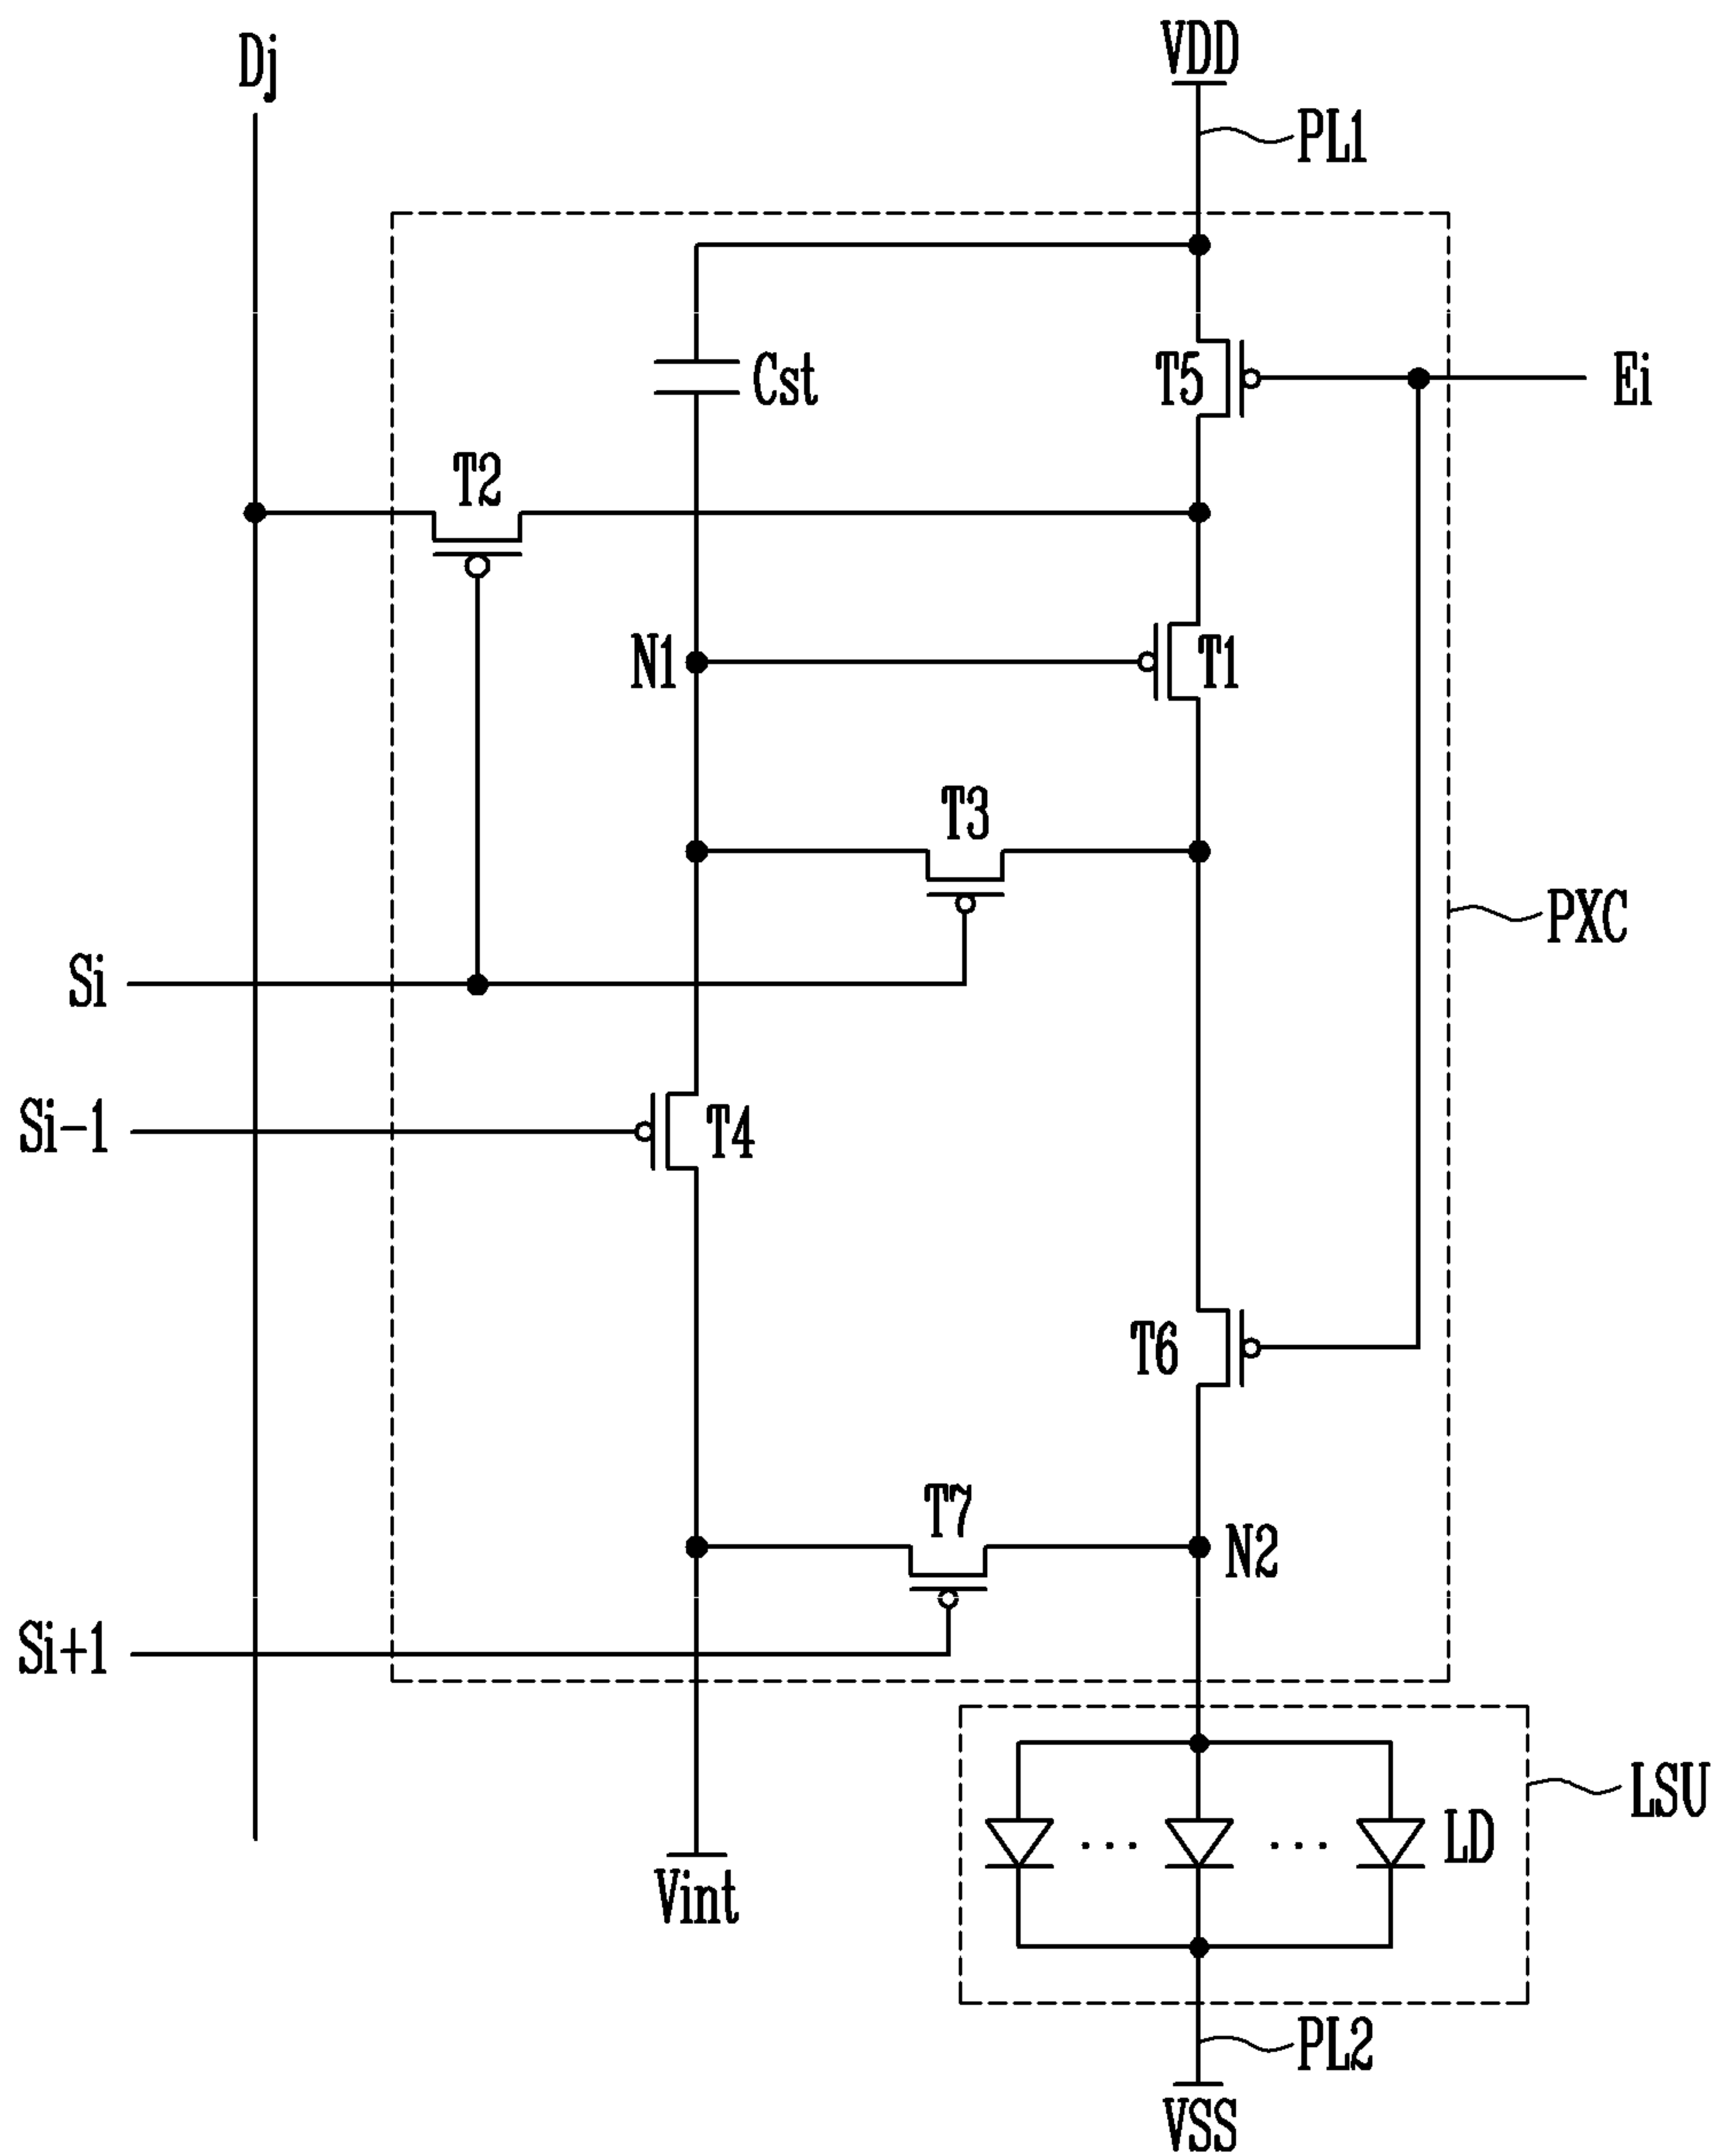 Dj
VDD
PL1
Cst
T5
Ei
T2
N1
T1
T3
PXC
Si
Si-1
T4
T6
T7
N2
Si+1
LSU
LD
Vint
PL2
VSS